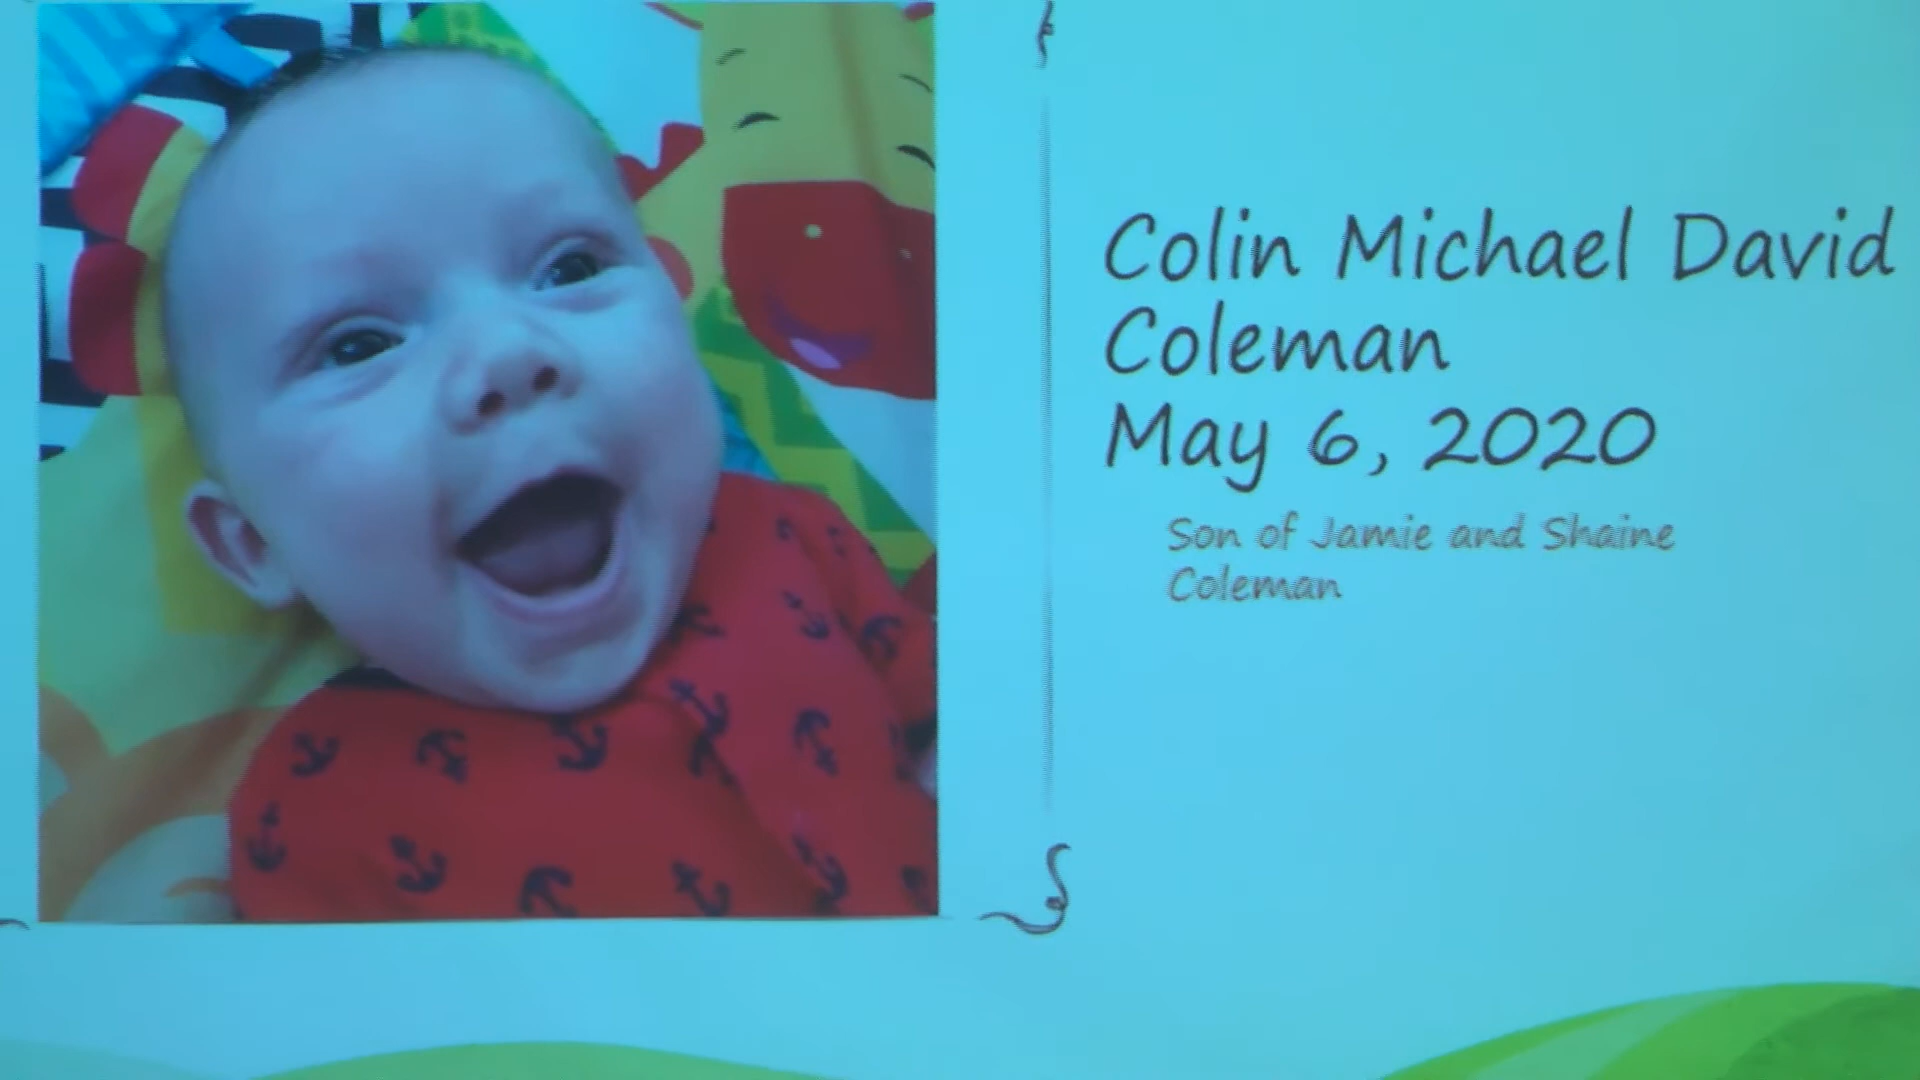 Colin Michael David
Coleman
May 6, 2020
Son of Jamie and Shaine
Coleman